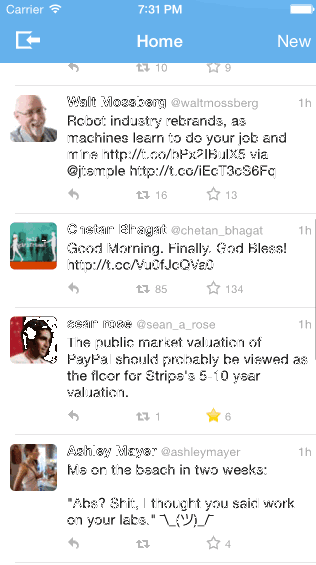 Carrier 7:31 PM
Home New
10 9
Walt Mossberg @waltmossberg 1h
Robot industry rebrands, as
machines learn to do your job and
mine http://t.co/bPx2IBulX5 via
@jtemple http://t.co/iEcT3cS6Fq
16 13
Chetan Bhagat @chetan_bhagat 1h
Good Morning. Finally. God Bless!
http://t.co/Vu0fJcQVa0
85 134
sean rose @sean_a_rose 1h
The public market valuation of
PayPal should probably be viewed as
the floor for Stripe's 5-10 year
valuation.
1 6
Ashley Mayer @ashleymayer 1h
Me on the beach in two weeks:
"Abs? Shit, I thought you said work
on your labs." ¯\_(ツ)_/¯
4